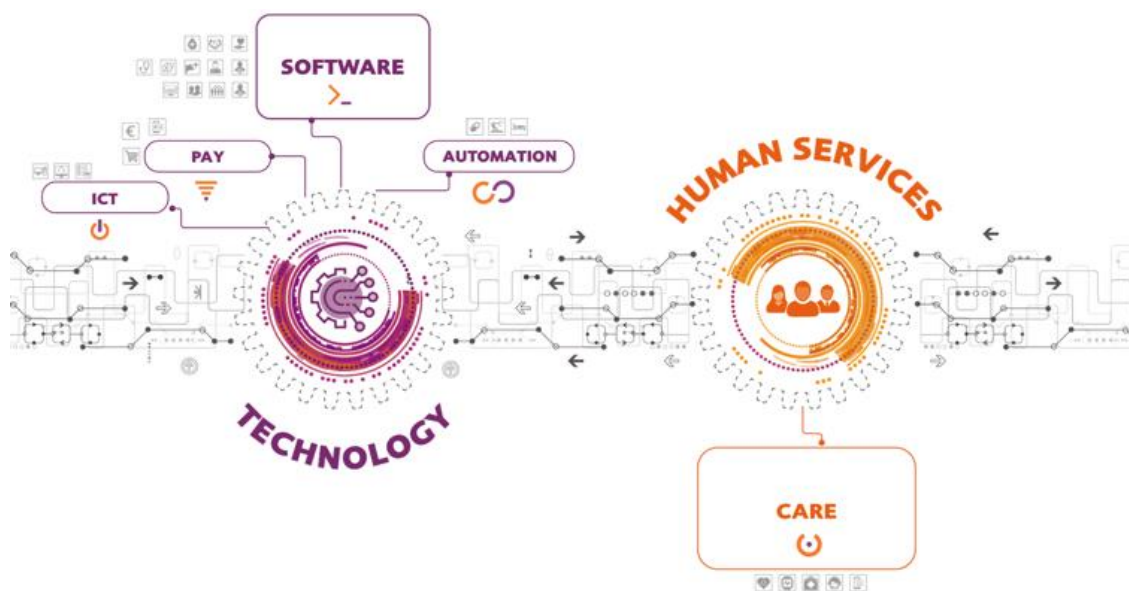 SOFTWARE
PAY
AUTOMATION
ICT
HUMAN SERVICES
TECHNOLOGY
CARE